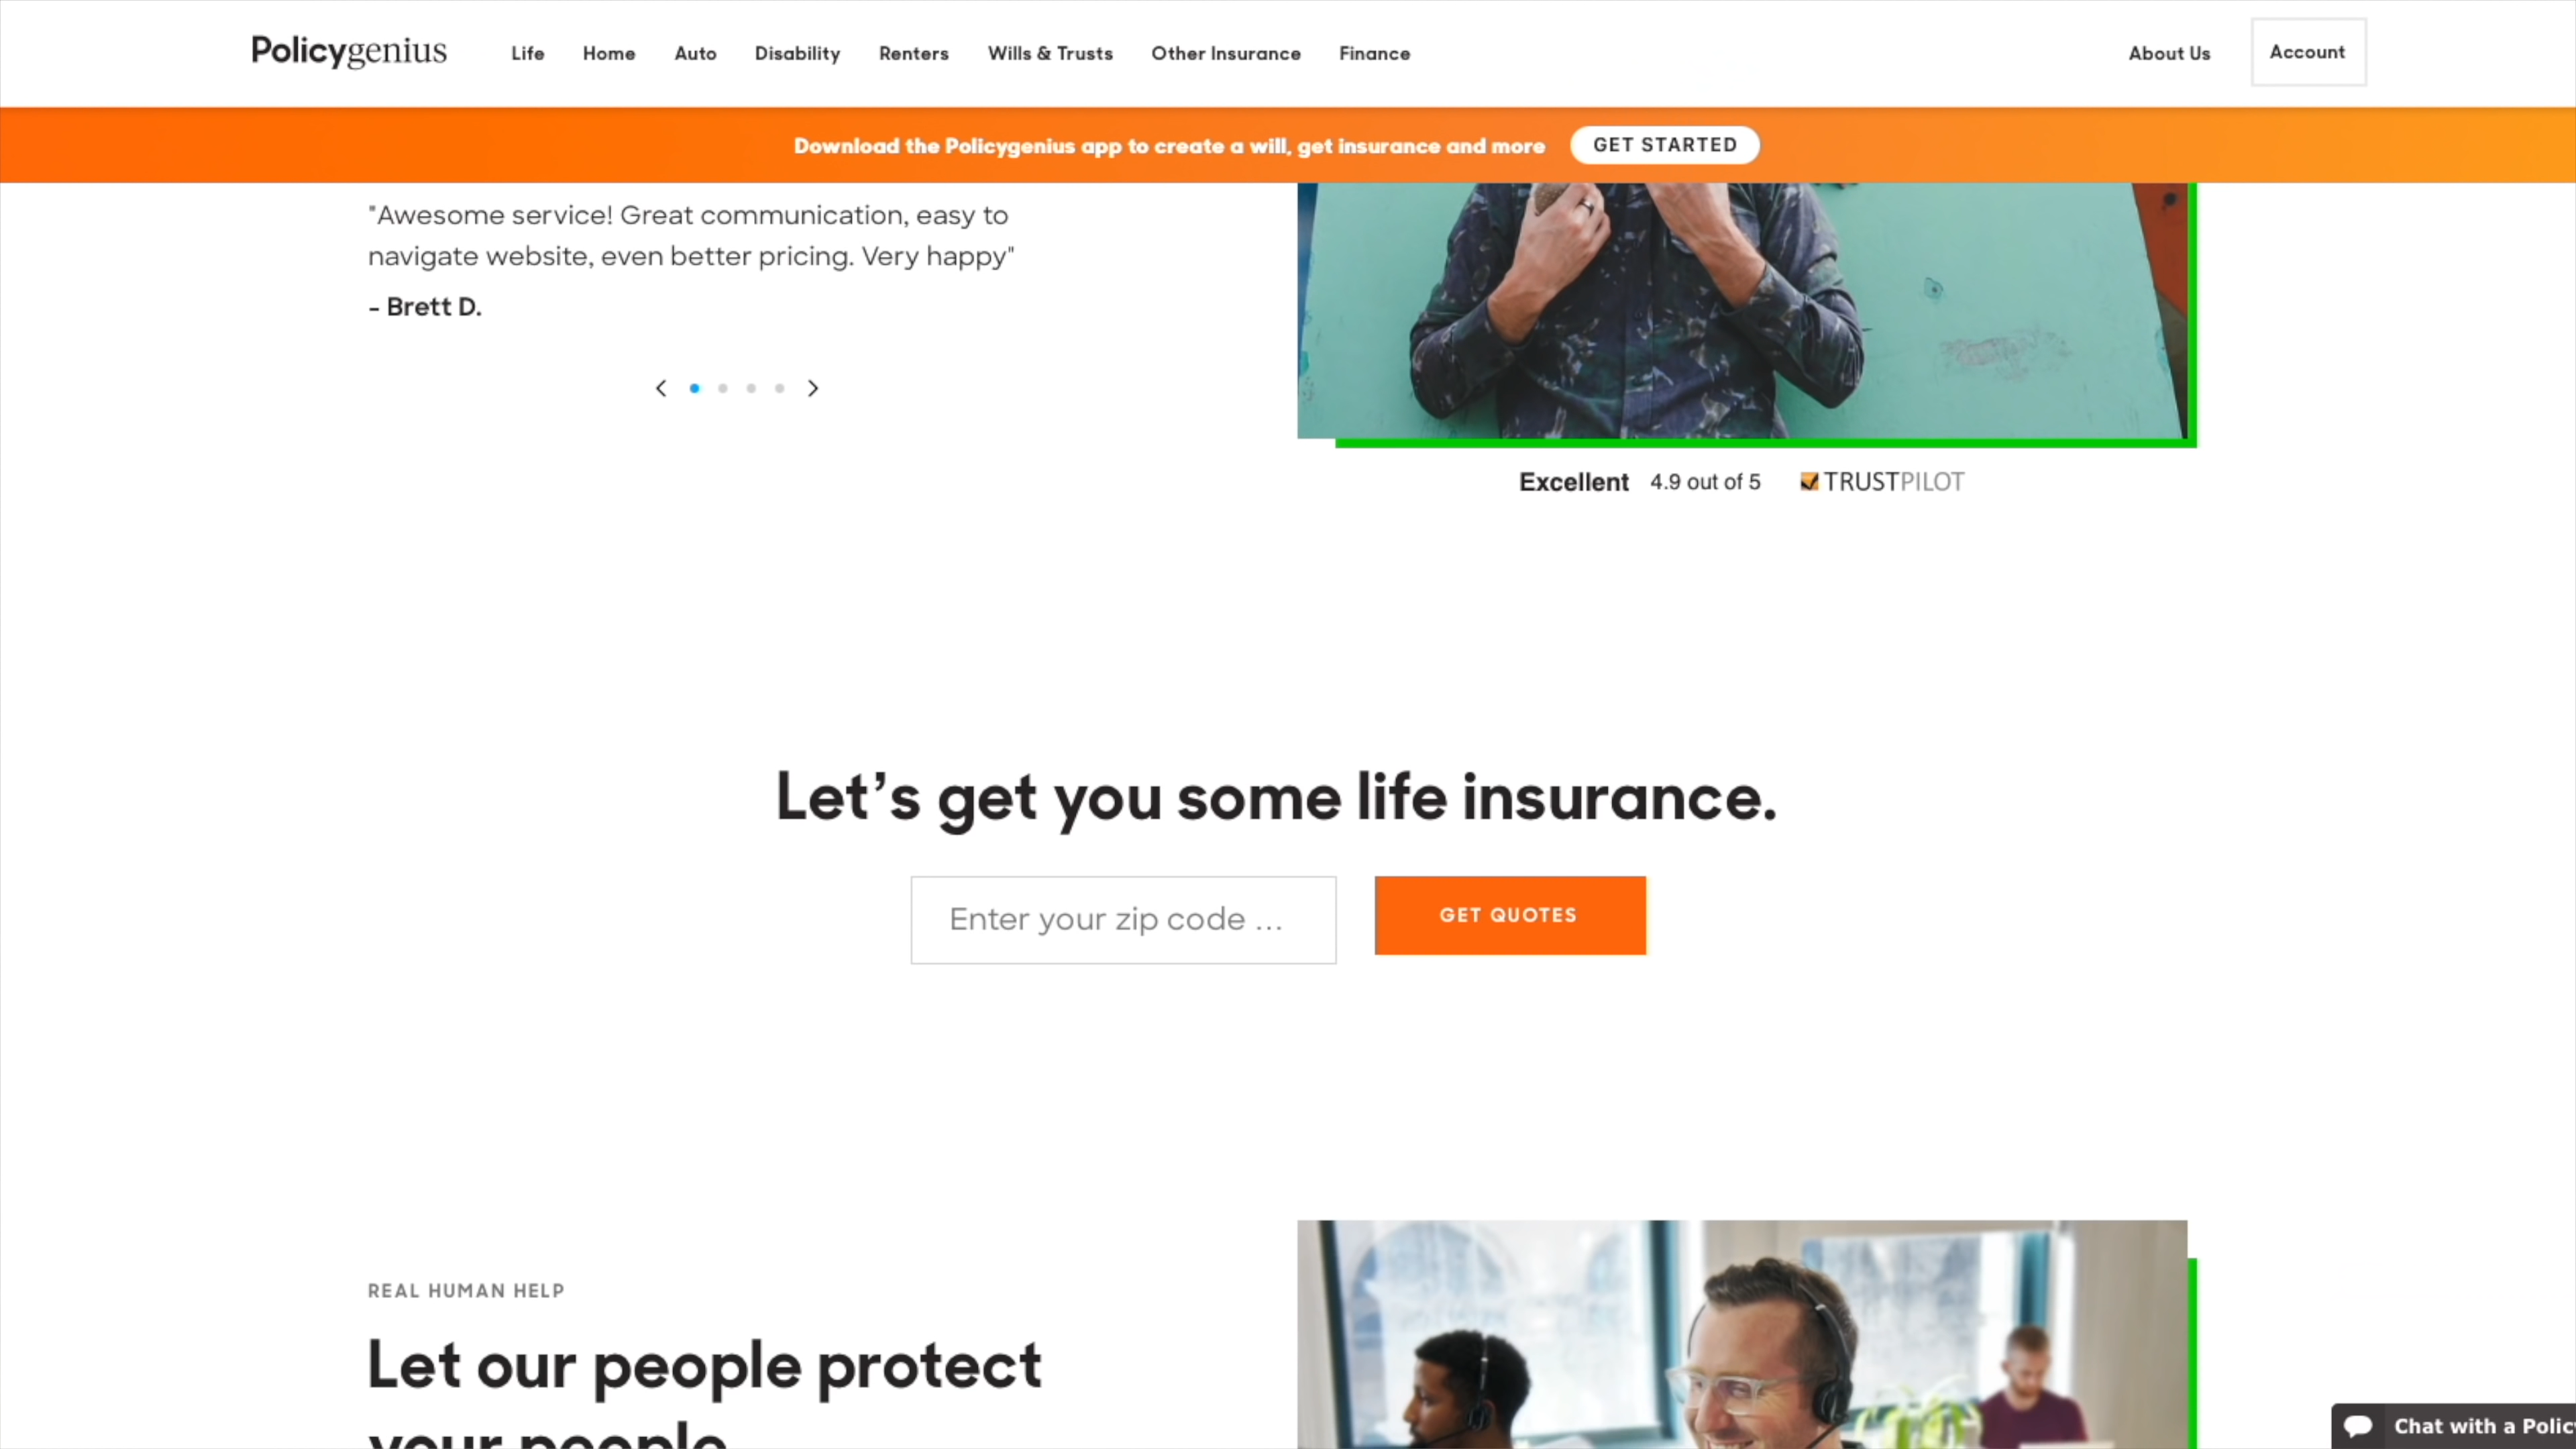 Policygenius Life Home Auto Disability Renters Wills & Trusts Other Insurance Finance About Us Account
Download the Policygenius app to create a will, get insurance and more GET STARTED
"Awesome service! Great communication, easy to
navigate website, even better pricing. Very happy"
- Brett D.
Excellent 4.9 out of 5 TRUSTPILOT
Let’s get you some life insurance.
Enter your zip code ... GET QUOTES
REAL HUMAN HELP
Let our people protect
your people
Chat with a Polic